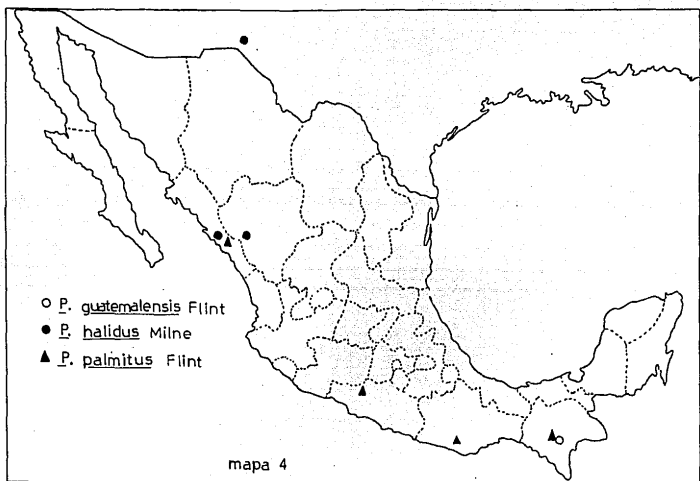 ○ P. guatemalensis Flint
● P. halidus Milne
▲ P. palmitus Flint
mapa 4